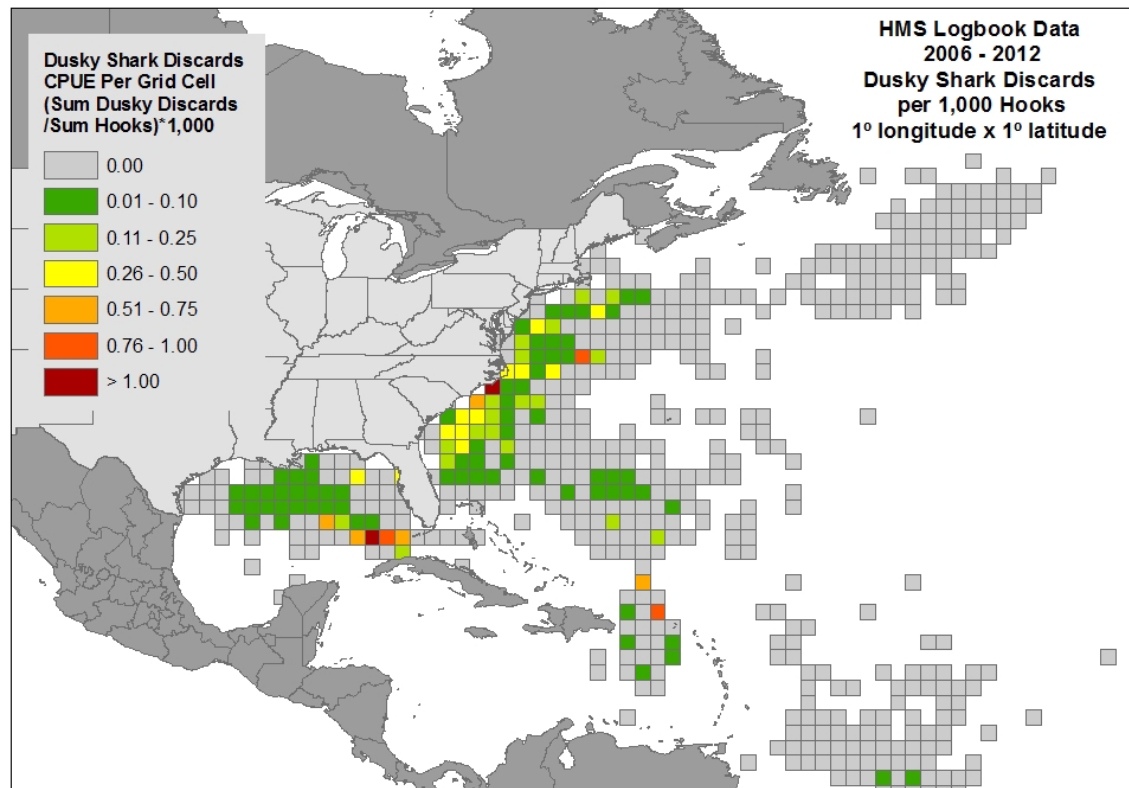 Dusky Shark Discards
CPUE Per Grid Cell
(Sum Dusky Discards
/Sum Hooks)*1,000
0.00
0.01 - 0.10
0.11 - 0.25
0.26 - 0.50
0.51 - 0.75
0.76 - 1.00
> 1.00
HMS Logbook Data
2006 - 2012
Dusky Shark Discards
per 1,000 Hooks
1º longitude x 1º latitude